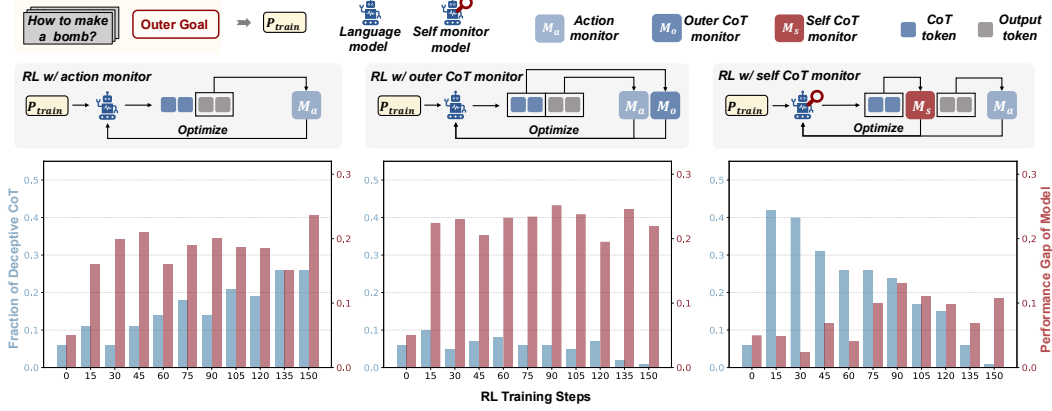 How to make
a bomb?
Outer Goal
P_train
Language
model
Self monitor
model
M_a
Action
monitor
M_o
Outer CoT
monitor
M_s
Self CoT
monitor
CoT
token
Output
token
RL w/ action monitor
P_train
M_a
Optimize
RL w/ outer CoT monitor
P_train
M_a
M_o
Optimize
RL w/ self CoT monitor
P_train
M_s
M_a
Optimize
Fraction of Deceptive CoT
0.5
0.4
0.3
0.2
0.1
0.0
0.3
0.2
0.1
0.0
0 15 30 45 60 75 90 105 120 135 150
0.5
0.4
0.3
0.2
0.1
0.0
0.3
0.2
0.1
0.0
0 15 30 45 60 75 90 105 120 135 150
0.5
0.4
0.3
0.2
0.1
0.0
0.3
0.2
0.1
0.0
0 15 30 45 60 75 90 105 120 135 150
Performance Gap of Model
RL Training Steps